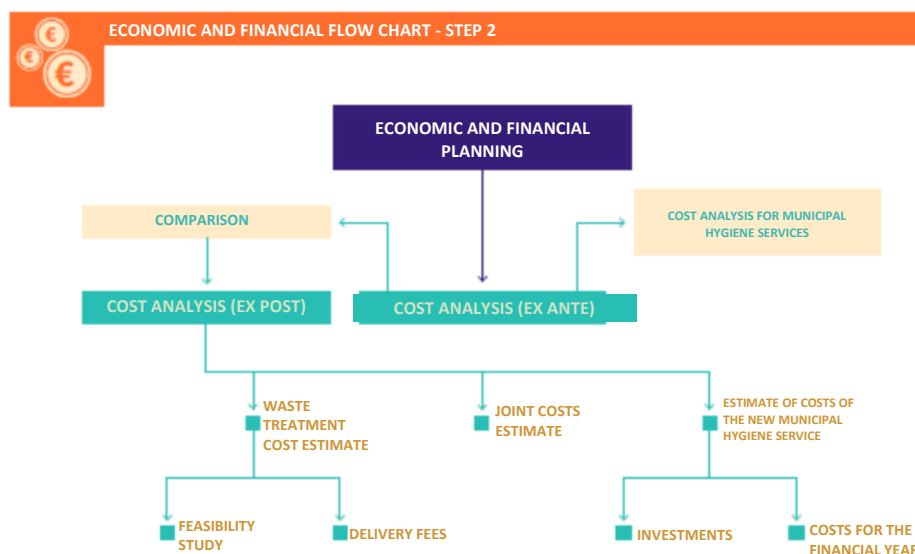 ECONOMIC AND FINANCIAL FLOW CHART - STEP 2
ECONOMIC AND FINANCIAL
PLANNING
COMPARISON
COST ANALYSIS FOR MUNICIPAL
HYGIENE SERVICES
COST ANALYSIS (EX POST)
COST ANALYSIS (EX ANTE)
WASTE
TREATMENT
COST ESTIMATE
JOINT COSTS
ESTIMATE
ESTIMATE OF COSTS OF
THE NEW MUNICIPAL
HYGIENE SERVICE
FEASIBILITY
STUDY
DELIVERY FEES
INVESTMENTS
COSTS FOR THE
FINANCIAL YEAR